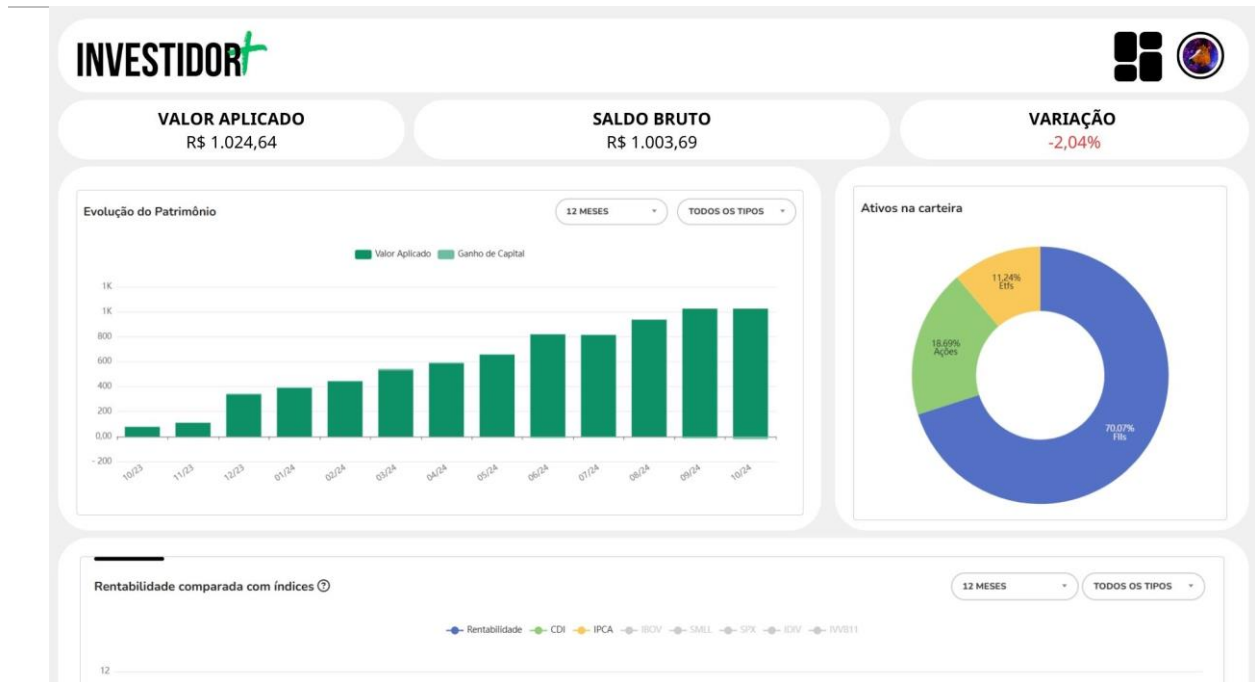 INVESTIDOR+
VALOR APLICADO
R$ 1.024,64
SALDO BRUTO
R$ 1.003,69
VARIAÇÃO
-2,04%
Evolução do Patrimônio
12 MESES
TODOS OS TIPOS
Valor Aplicado
Ganho de Capital
1K
1K
800
600
400
200
0,00
- 200
10/23
11/23
12/23
01/24
02/24
03/24
04/24
05/24
06/24
07/24
08/24
09/24
10/24
Ativos na carteira
11,24%
Etfs
18,69%
Ações
70,07%
FIIs
Rentabilidade comparada com índices ?
12 MESES
TODOS OS TIPOS
Rentabilidade CDI IPCA IBOV SMLL SPX IDIV IVVB11
12